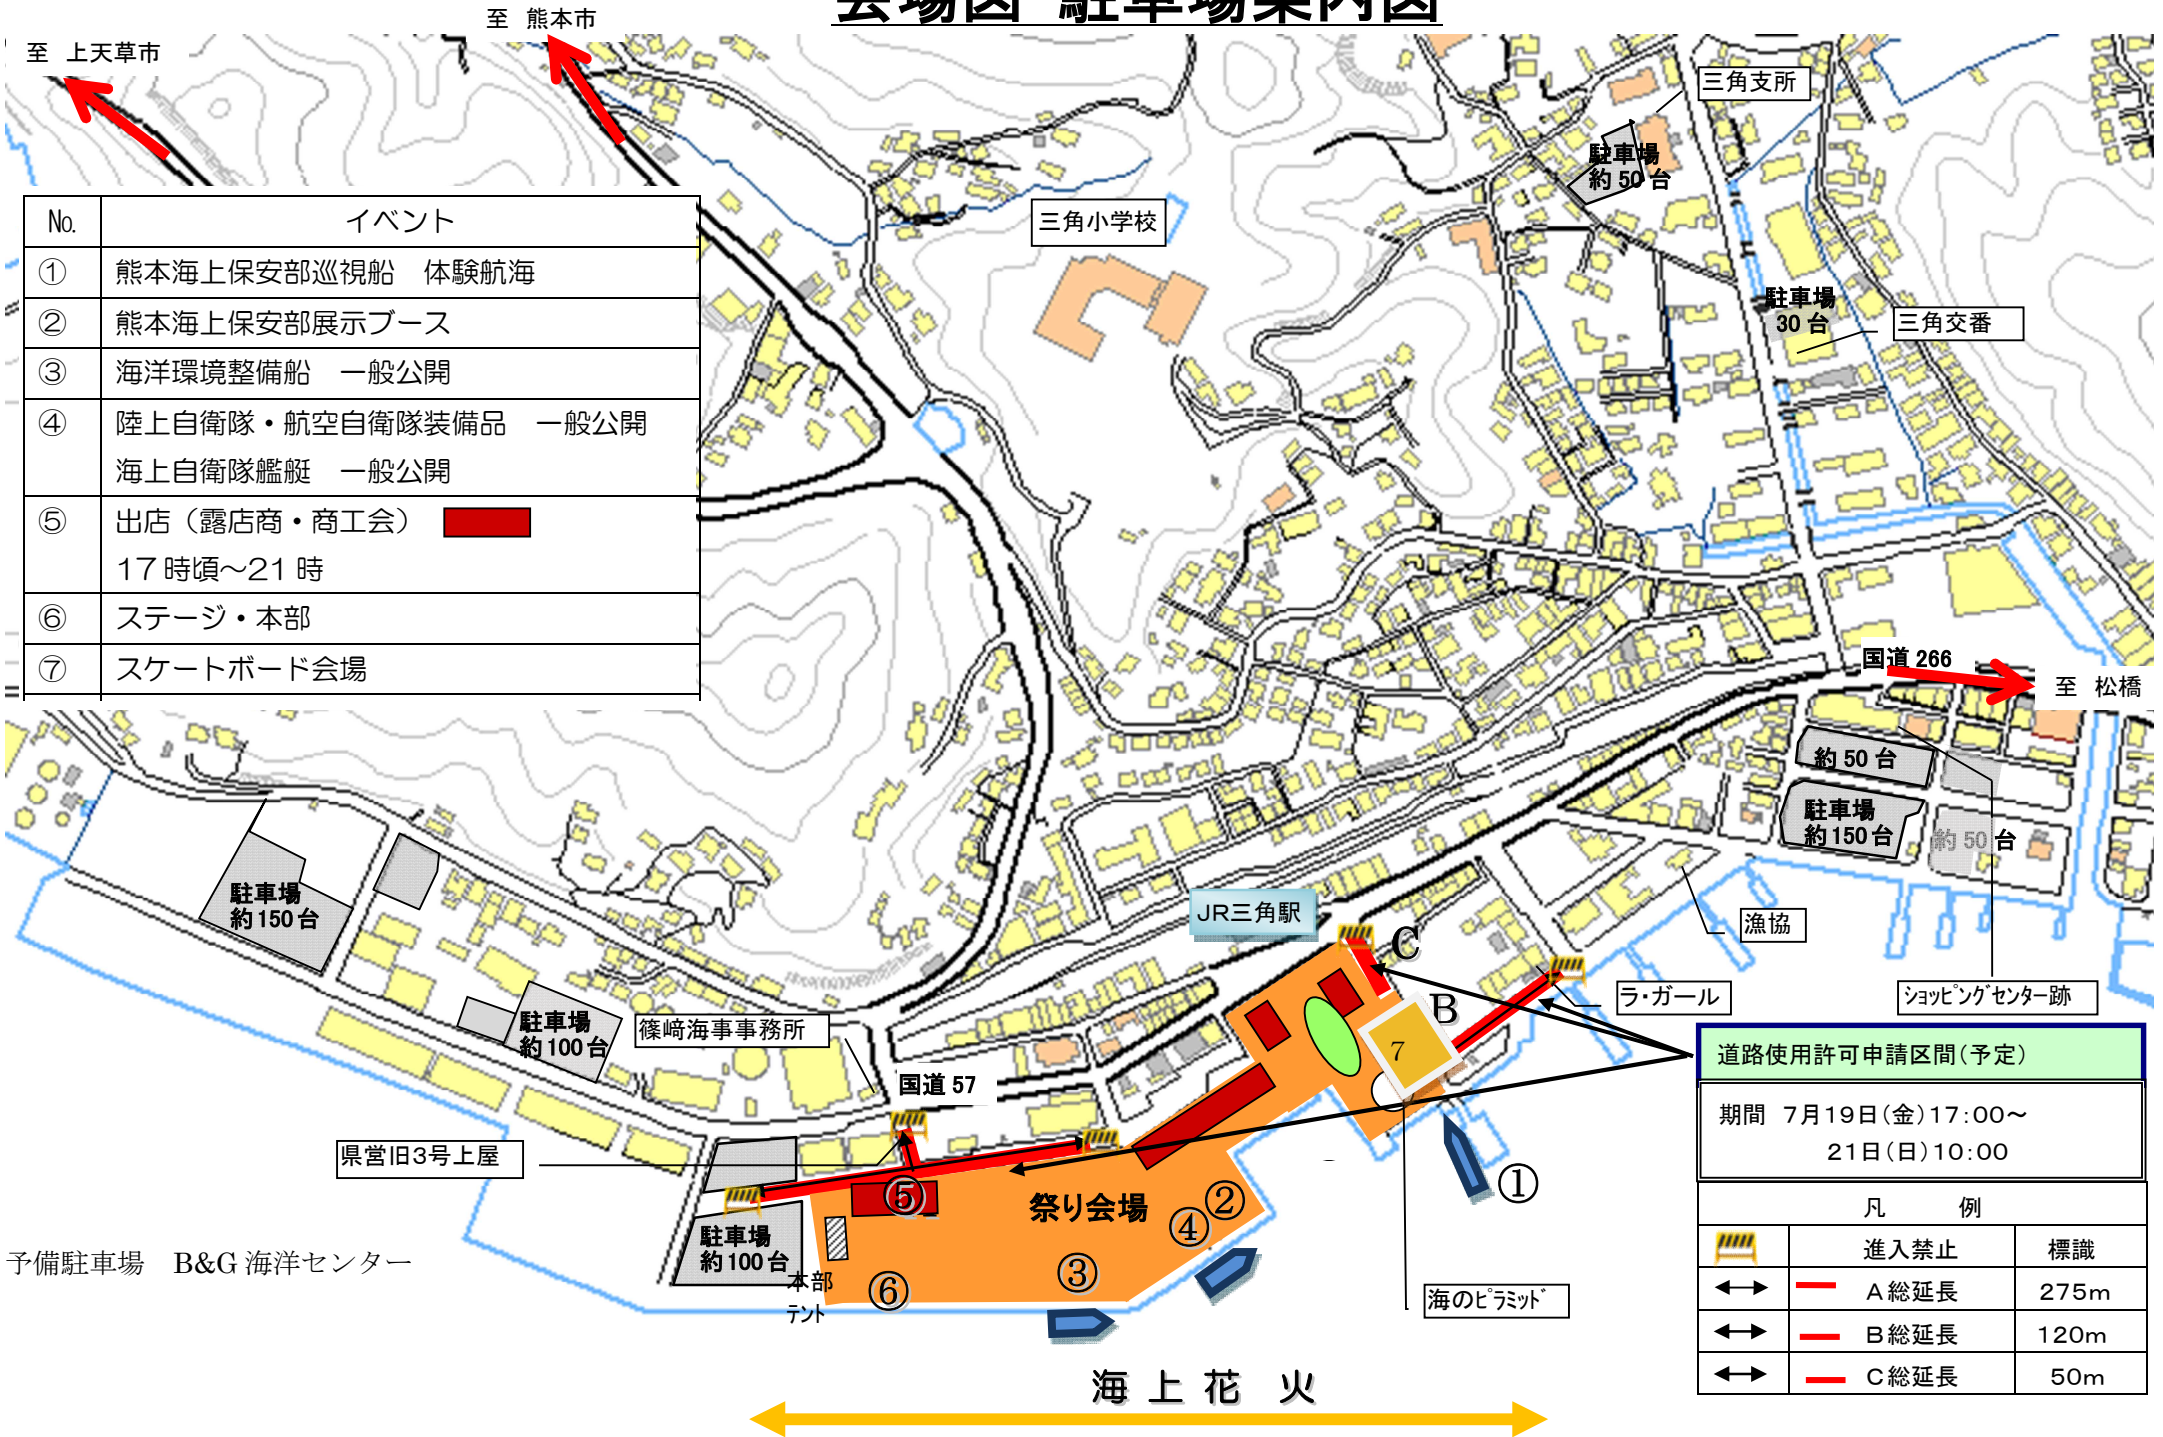 会場図 駐車場案内図
至 熊本市
至 上天草市
三角支所
駐車場
約50台
三角小学校
駐車場
30台
三角交番
No. イベント
① 熊本海上保安部巡視船 体験航海
② 熊本海上保安部展示ブース
③ 海洋環境整備船 一般公開
④ 陸上自衛隊・航空自衛隊装備品 一般公開
海上自衛隊艦艇 一般公開
⑤ 出店（露店商・商工会）
17時頃～21時
⑥ ステージ・本部
⑦ スケートボード会場
国道266
至 松橋
約50台
駐車場
約150台
約50台
駐車場
約150台
JR三角駅
C
漁協
B
ラ・ガール
ｼｮｯﾋﾟﾝｸﾞｾﾝﾀｰ跡
駐車場
約100台
篠﨑海事事務所
7
国道57
道路使用許可申請区間(予定)
期間 7月19日(金)17:00～
21日(日)10:00
県営旧3号上屋
⑤
祭り会場
②
④
①
駐車場
約100台
予備駐車場 B&G海洋センター
本部
ﾃﾝﾄ
⑥
③
海のﾋﾟﾗﾐｯﾄﾞ
凡 例
進入禁止 標識
A総延長 275m
B総延長 120m
C総延長 50m
海上花 火